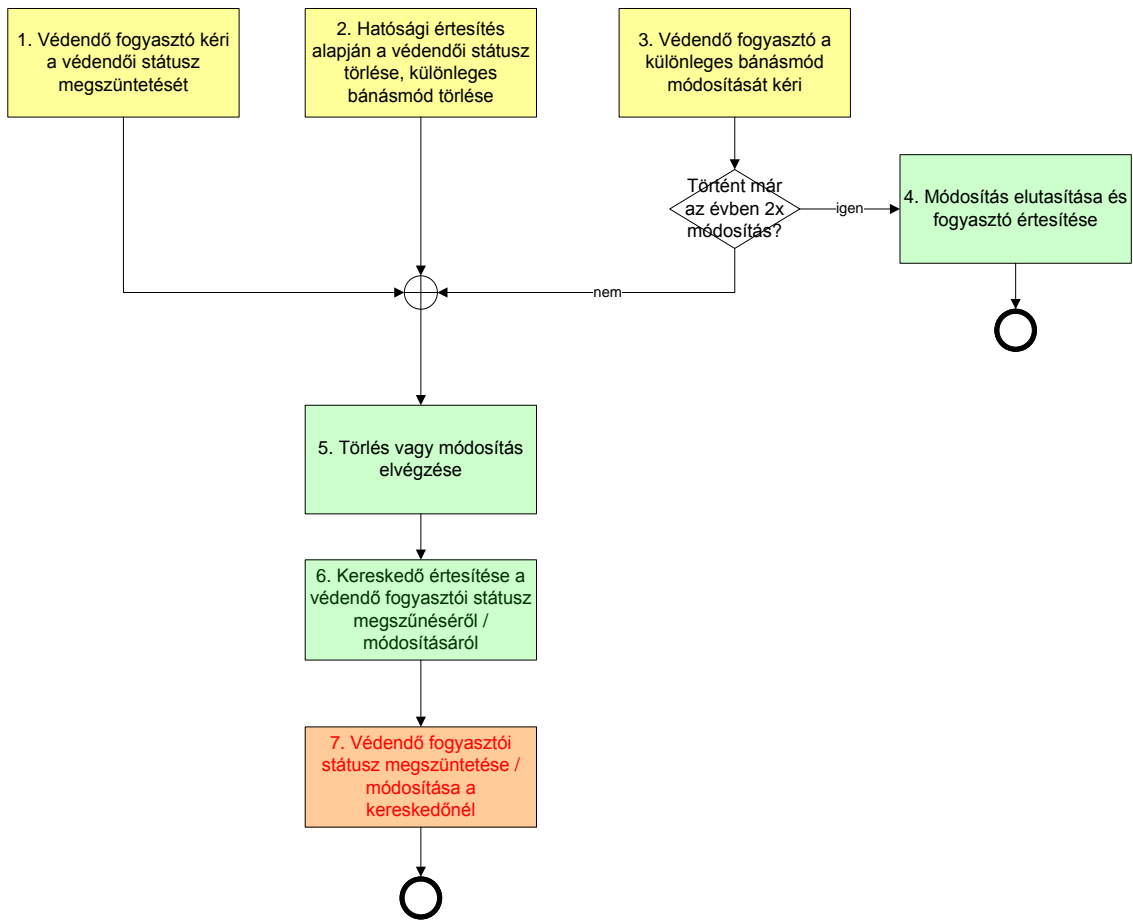 1. Védendő fogyasztó kéri
a védendői státusz
megszüntetését
2. Hatósági értesítés
alapján a védendői státusz
törlése, különleges
bánásmód törlése
3. Védendő fogyasztó a
különleges bánásmód
módosítását kéri
Történt már
az évben 2x
módosítás?
igen
4. Módosítás elutasítása és
fogyasztó értesítése
nem
5. Törlés vagy módosítás
elvégzése
6. Kereskedő értesítése a
védendő fogyasztói státusz
megszűnéséről /
módosításáról
7. Védendő fogyasztói
státusz megszüntetése /
módosítása a
kereskedőnél